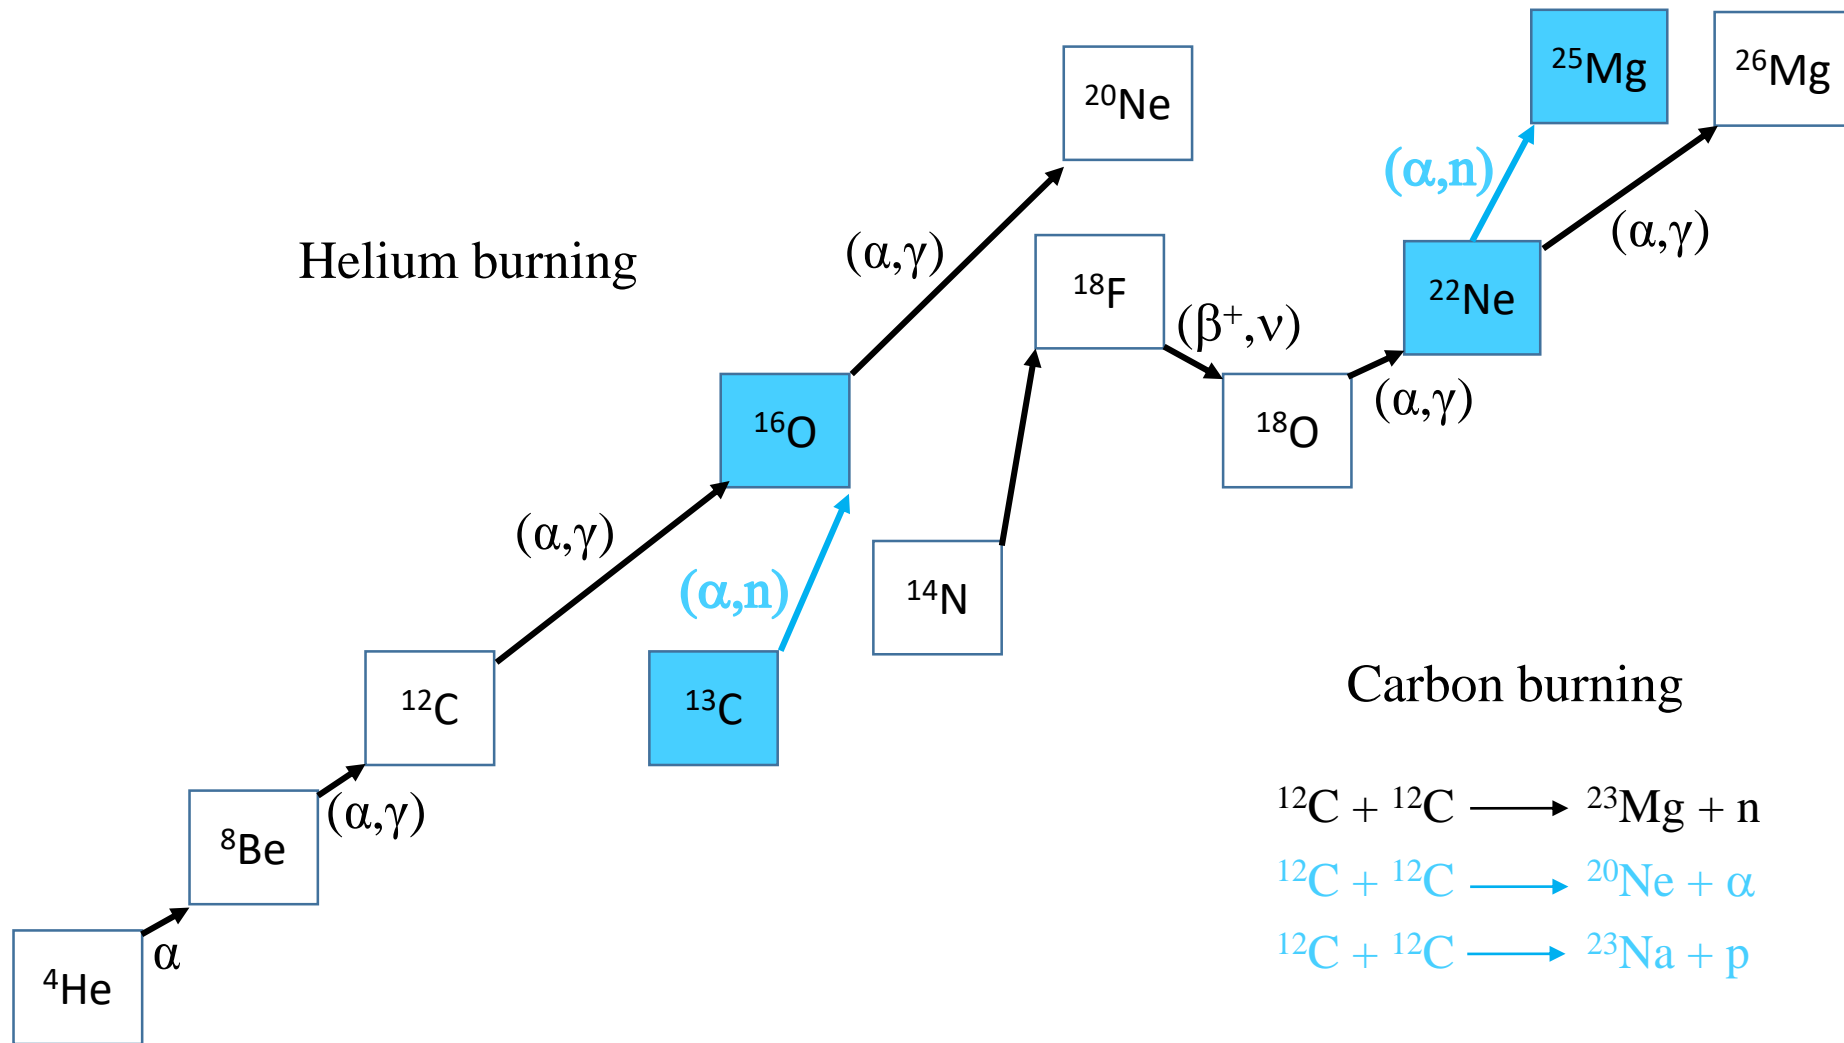 ²⁵Mg
²⁶Mg
²⁰Ne
(α,n)
(α,γ)
Helium burning
(α,γ)
¹⁸F
²²Ne
(β⁺,ν)
(α,γ)
¹⁶O
¹⁸O
(α,γ)
(α,n)
¹⁴N
¹²C
¹³C
Carbon burning
(α,γ)
⁸Be
α
⁴He
¹²C + ¹²C ⟶ ²³Mg + n
¹²C + ¹²C ⟶ ²⁰Ne + α
¹²C + ¹²C ⟶ ²³Na + p